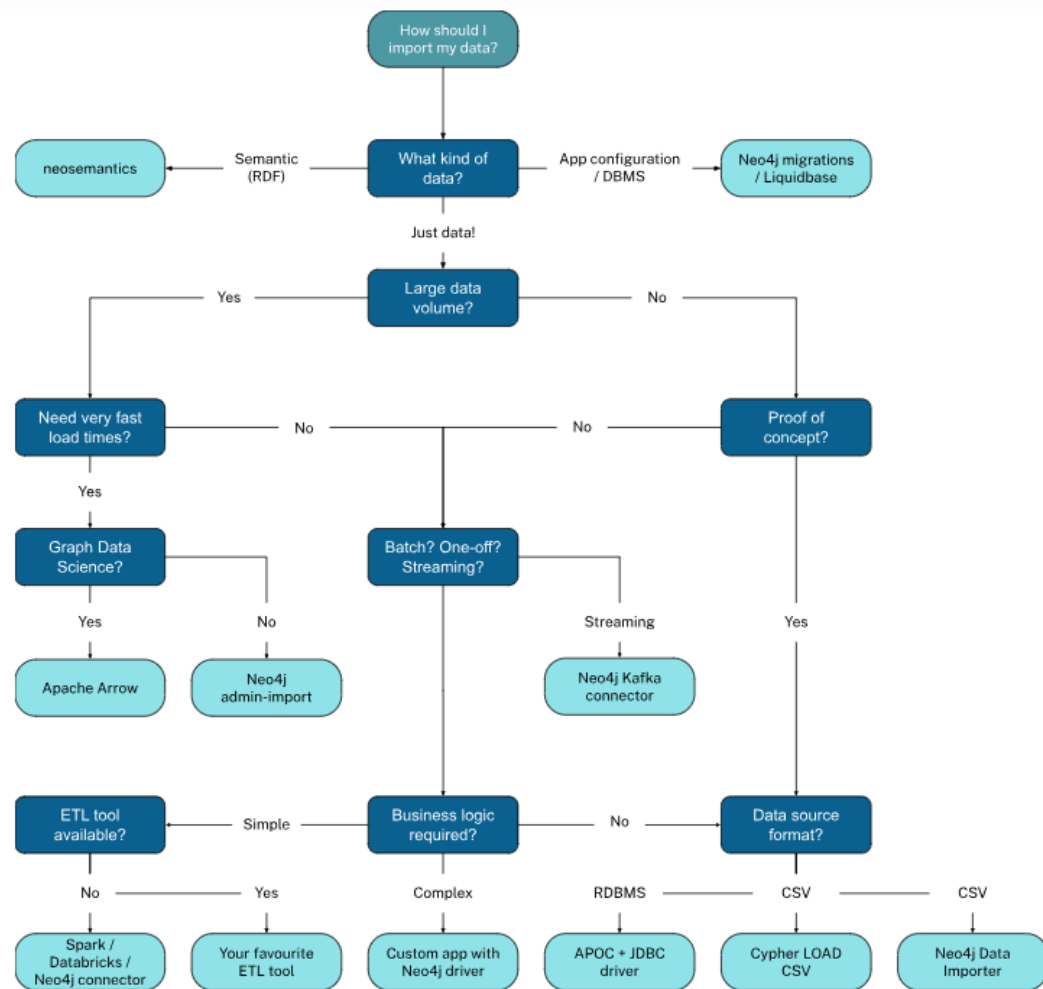 How should I
import my data?
neosemantics
Semantic
(RDF)
What kind of
data?
App configuration
/ DBMS
Neo4j migrations
/ Liquidbase
Just data!
Yes
Large data
volume?
No
Need very fast
load times?
No
No
Proof of
concept?
Yes
Graph Data
Science?
Batch? One-off?
Streaming?
Yes
No
Streaming
Yes
Apache Arrow
Neo4j
admin-import
Neo4j Kafka
connector
ETL tool
available?
Simple
Business logic
required?
No
Data source
format?
No
Yes
Complex
RDBMS
CSV
CSV
Spark /
Databricks /
Neo4j connector
Your favourite
ETL tool
Custom app with
Neo4j driver
APOC + JDBC
driver
Cypher LOAD
CSV
Neo4j Data
Importer